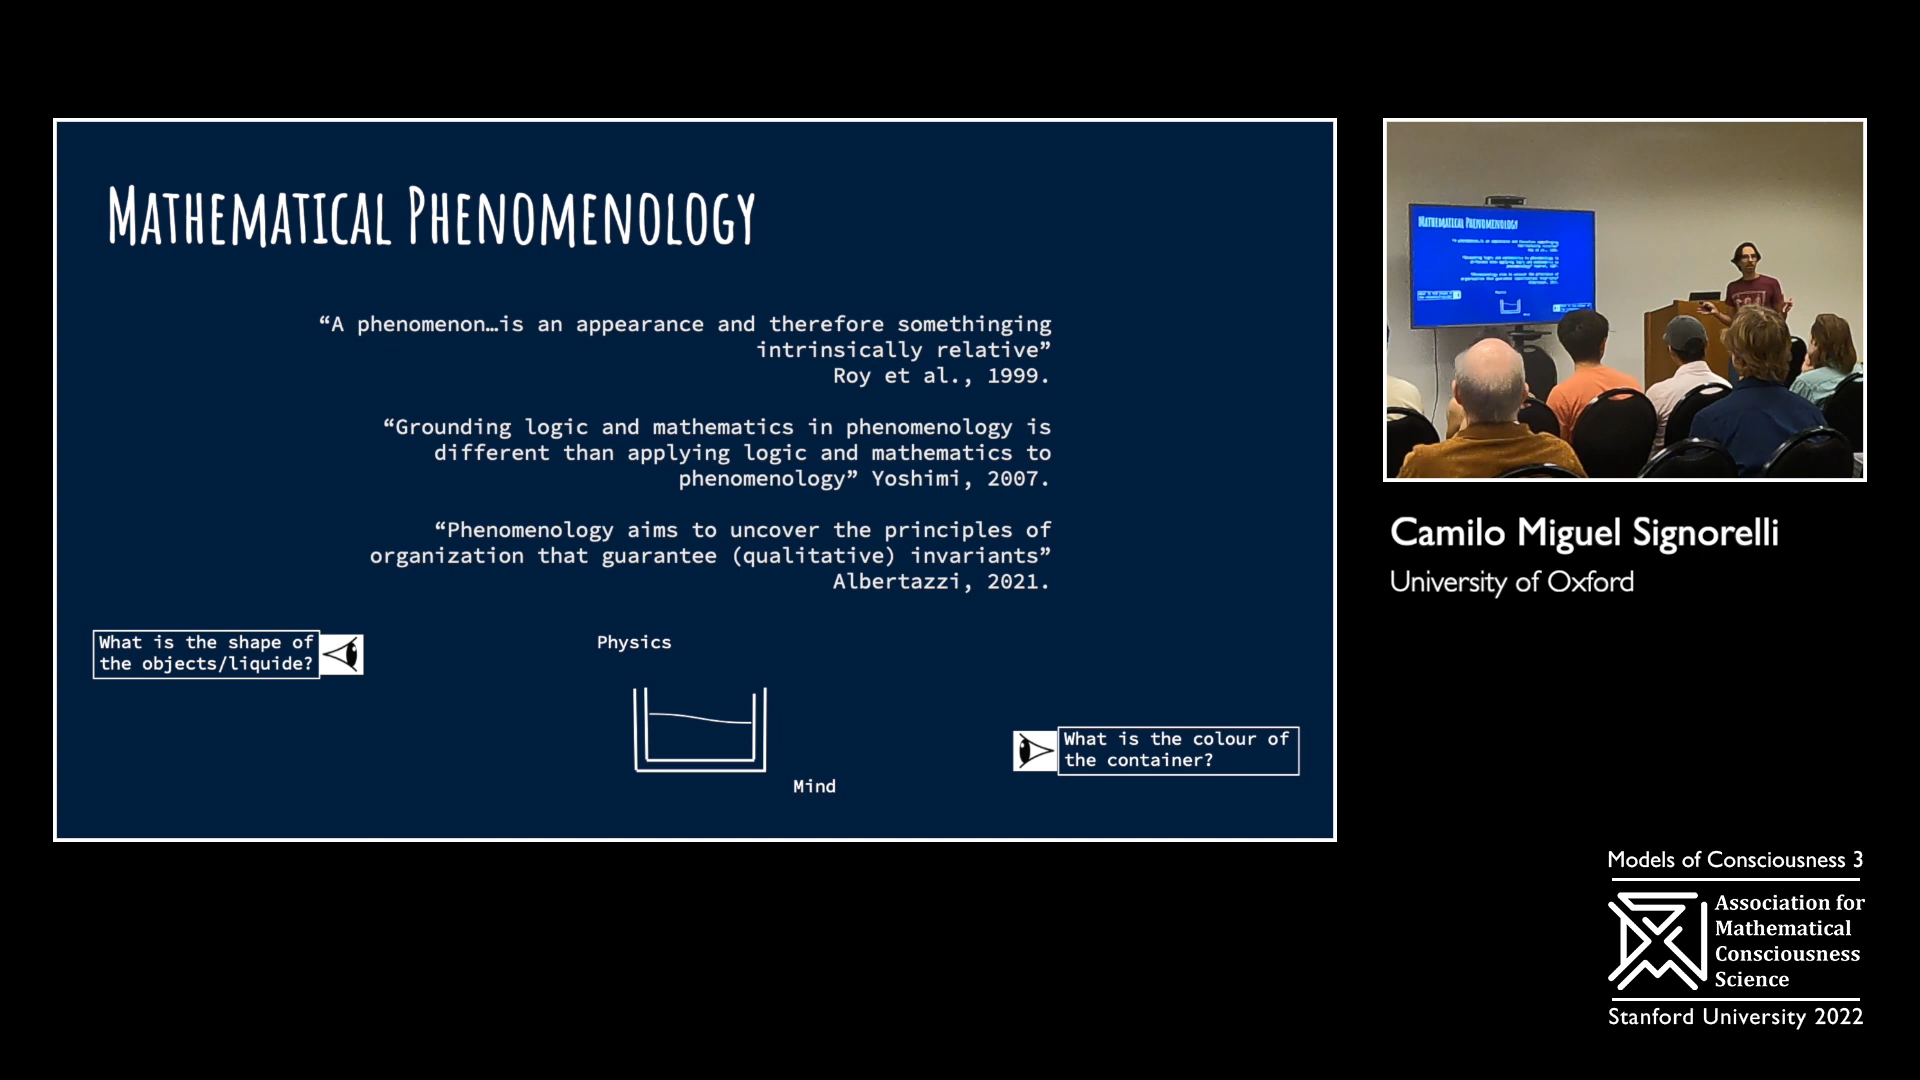 MATHEMATICAL PHENOMENOLOGY
“A phenomenon…is an appearance and therefore somethinging
intrinsically relative”
Roy et al., 1999.
“Grounding logic and mathematics in phenomenology is
different than applying logic and mathematics to
phenomenology” Yoshimi, 2007.
“Phenomenology aims to uncover the principles of
organization that guarantee (qualitative) invariants”
Albertazzi, 2021.
What is the shape of
the objects/liquide?
Physics
What is the colour of
the container?
Mind
MATHEMATICAL PHENOMENOLOGY
Camilo Miguel Signorelli
University of Oxford
Models of Consciousness 3
Association for
Mathematical
Consciousness
Science
Stanford University 2022